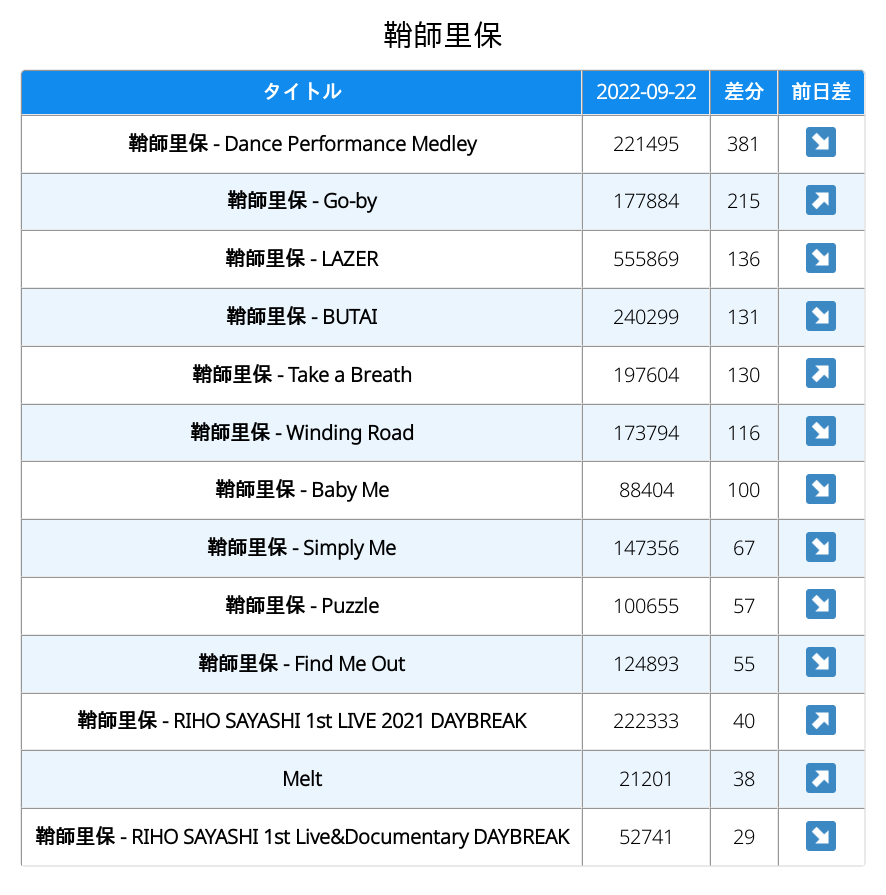 鞘師里保
タイトル 2022-09-22 差分 前日差
鞘師里保 - Dance Performance Medley 221495 381 ↘
鞘師里保 - Go-by 177884 215 ↗
鞘師里保 - LAZER 555869 136 ↘
鞘師里保 - BUTAI 240299 131 ↘
鞘師里保 - Take a Breath 197604 130 ↗
鞘師里保 - Winding Road 173794 116 ↘
鞘師里保 - Baby Me 88404 100 ↘
鞘師里保 - Simply Me 147356 67 ↘
鞘師里保 - Puzzle 100655 57 ↘
鞘師里保 - Find Me Out 124893 55 ↘
鞘師里保 - RIHO SAYASHI 1st LIVE 2021 DAYBREAK 222333 40 ↗
Melt 21201 38 ↗
鞘師里保 - RIHO SAYASHI 1st Live&Documentary DAYBREAK 52741 29 ↘